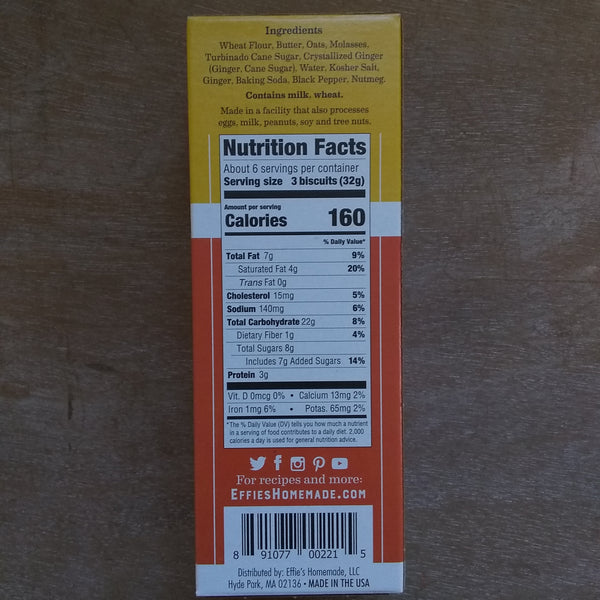 Ingredients
Wheat Flour, Butter, Oats, Molasses,
Turbinado Cane Sugar, Crystallized Ginger
(Ginger, Cane Sugar), Water, Kosher Salt,
Ginger, Baking Soda, Black Pepper, Nutmeg.
Contains milk, wheat.
Made in a facility that also processes
eggs, milk, peanuts, soy and tree nuts.
Nutrition Facts
About 6 servings per container
Serving size 3 biscuits (32g)
Amount per serving
Calories 160
% Daily Value*
Total Fat 7g 9%
Saturated Fat 4g 20%
Trans Fat 0g
Cholesterol 15mg 5%
Sodium 140mg 6%
Total Carbohydrate 22g 8%
Dietary Fiber 1g 4%
Total Sugars 8g
Includes 7g Added Sugars 14%
Protein 3g
Vit. D 0mcg 0% • Calcium 13mg 2%
Iron 1mg 6% • Potas. 65mg 2%
*The % Daily Value (DV) tells you how much a nutrient
in a serving of food contributes to a daily diet. 2,000
calories a day is used for general nutrition advice.
For recipes and more:
EffiesHomemade.com
8 91077 00221 5
Distributed by: Effie's Homemade, LLC
Hyde Park, MA 02136 • MADE IN THE USA